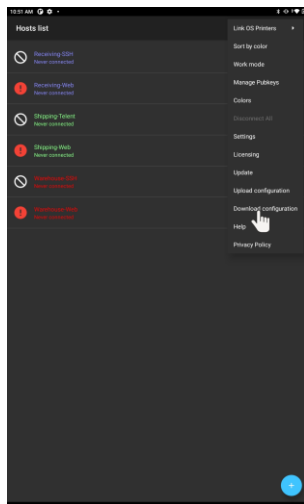 10:51 AM
Hosts list
Receiving-SSH
Never connected
Receiving-Web
Never connected
Shipping-Telent
Never connected
Shipping-Web
Never connected
Warehouse-SSH
Never connected
Warehouse-Web
Never connected
Link OS Printers
Sort by color
Work mode
Manage Pubkeys
Colors
Disconnect All
Settings
Licensing
Update
Upload configuration
Download configuration
Help
Privacy Policy
+